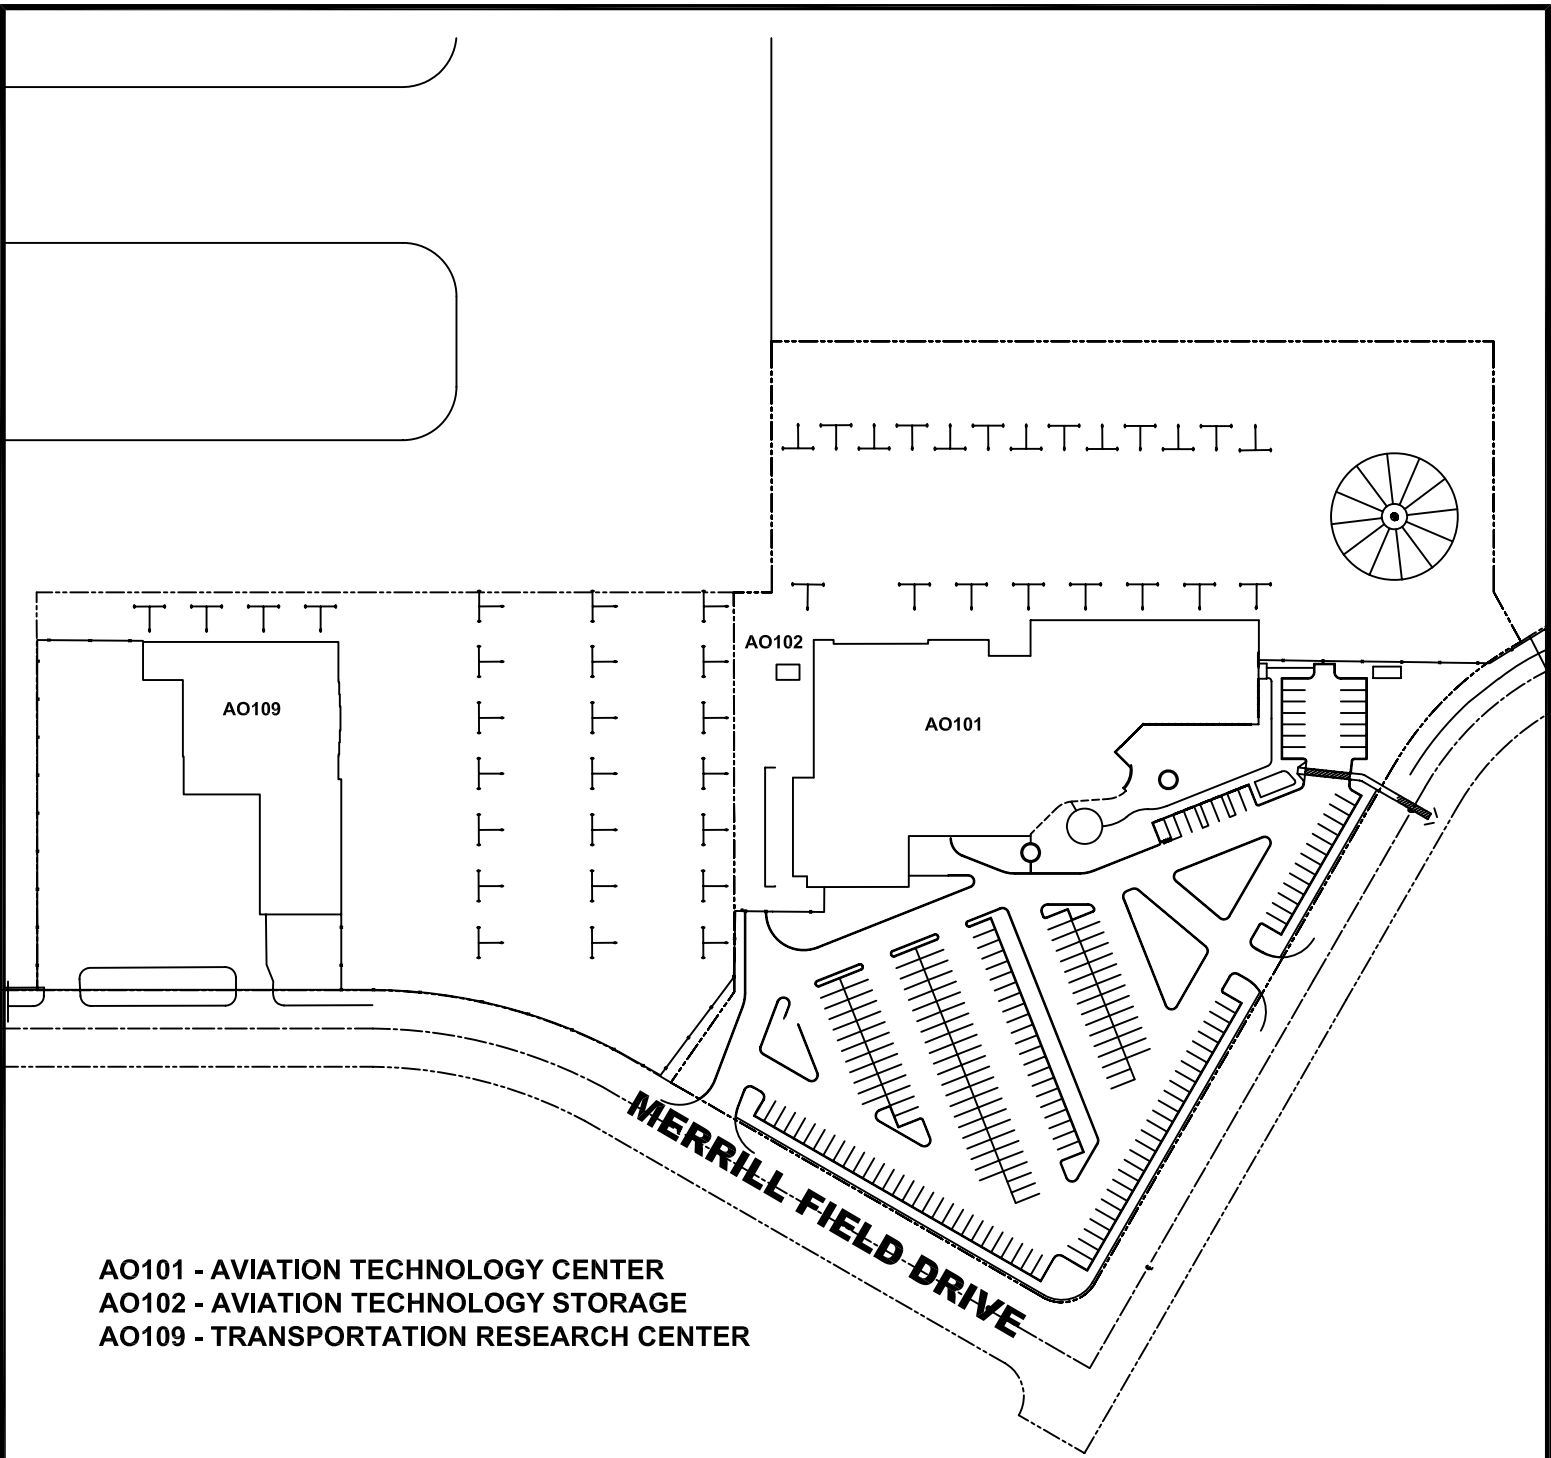 AO102
AO109
AO101
MERRILL FIELD DRIVE
AO101 - AVIATION TECHNOLOGY CENTER
AO102 - AVIATION TECHNOLOGY STORAGE
AO109 - TRANSPORTATION RESEARCH CENTER